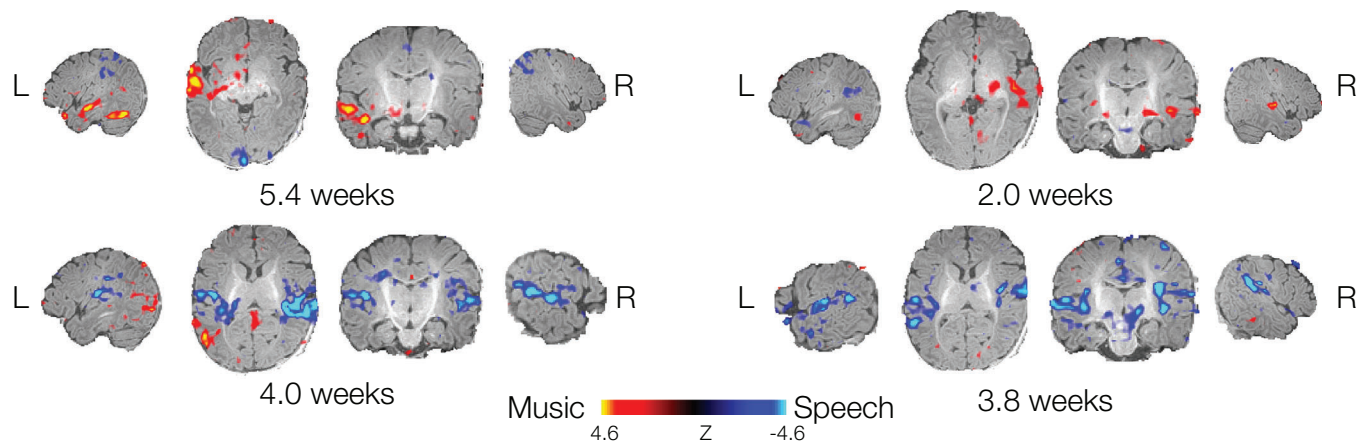 L R
5.4 weeks
L R
2.0 weeks
L R
4.0 weeks
L R
3.8 weeks
Music Speech
4.6 Z -4.6